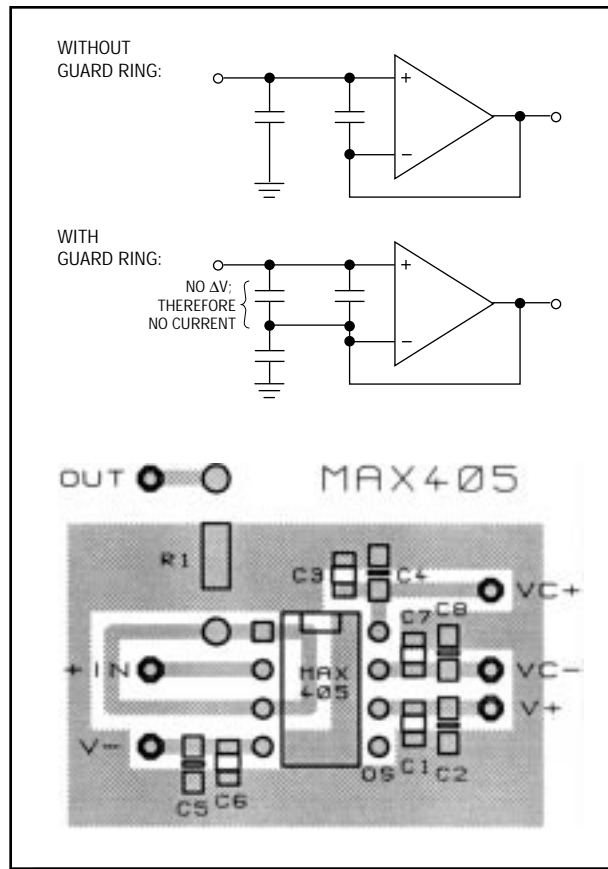 WITHOUT
GUARD RING:
+
−
WITH
GUARD RING:
+
NO ΔV;
THEREFORE
NO CURRENT
−
OUT
MAX405
R1
C3
C4
VC+
C7
C8
+IN
MAX
405
VC-
V+
V-
C5
C6
OS
C1
C2